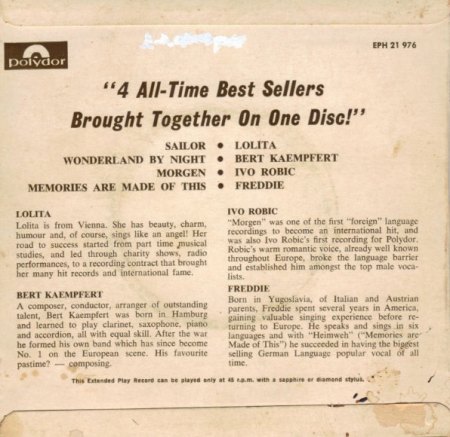 polydor
EPH 21 976
"4 All-Time Best Sellers
Brought Together On One Disc!"
SAILOR ● LOLITA
WONDERLAND BY NIGHT ● BERT KAEMPFERT
MORGEN ● IVO ROBIC
MEMORIES ARE MADE OF THIS ● FREDDIE
LOLITA
Lolita is from Vienna. She has beauty, charm,
humour and, of course, sings like an angel! Her
road to success started from part time musical
studies, and led through charity shows, radio
performances, to a recording contract that brought
her many hit records and international fame.
BERT KAEMPFERT
A composer, conductor, arranger of outstanding
talent, Bert Kaempfert was born in Hamburg
and learned to play clarinet, saxophone, piano
and accordion, all with equal skill. After the war
he formed his own band which has since become
No. 1 on the European scene. His favourite
pastime? — composing.
IVO ROBIC
"Morgen" was one of the first "foreign" language
recordings to become an international hit, and
was also Ivo Robic's first recording for Polydor.
Robic's warm romantic voice, already well known
throughout Europe, broke the language barrier
and established him amongst the top male voca-
lists.
FREDDIE
Born in Yugoslavia, of Italian and Austrian
parents, Freddie spent several years in America,
gaining valuable singing experience before re-
turning to Europe. He speaks and sings in six
languages and with "Heimweh" ("Memories are
Made of This") he succeeded in having the biggest
selling German Language popular vocal of all
time.
This Extended Play Record can be played only at 45 r.p.m. with a sapphire or diamond stylus.